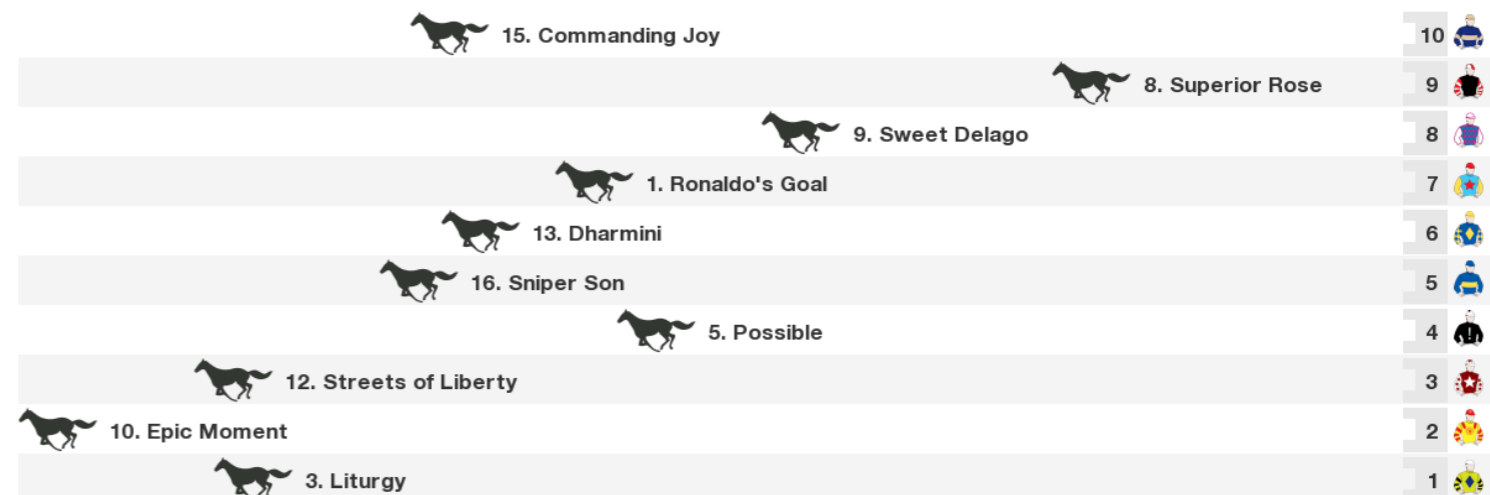 15. Commanding Joy 10
8. Superior Rose 9
9. Sweet Delago 8
1. Ronaldo's Goal 7
13. Dharmini 6
16. Sniper Son 5
5. Possible 4
12. Streets of Liberty 3
10. Epic Moment 2
3. Liturgy 1